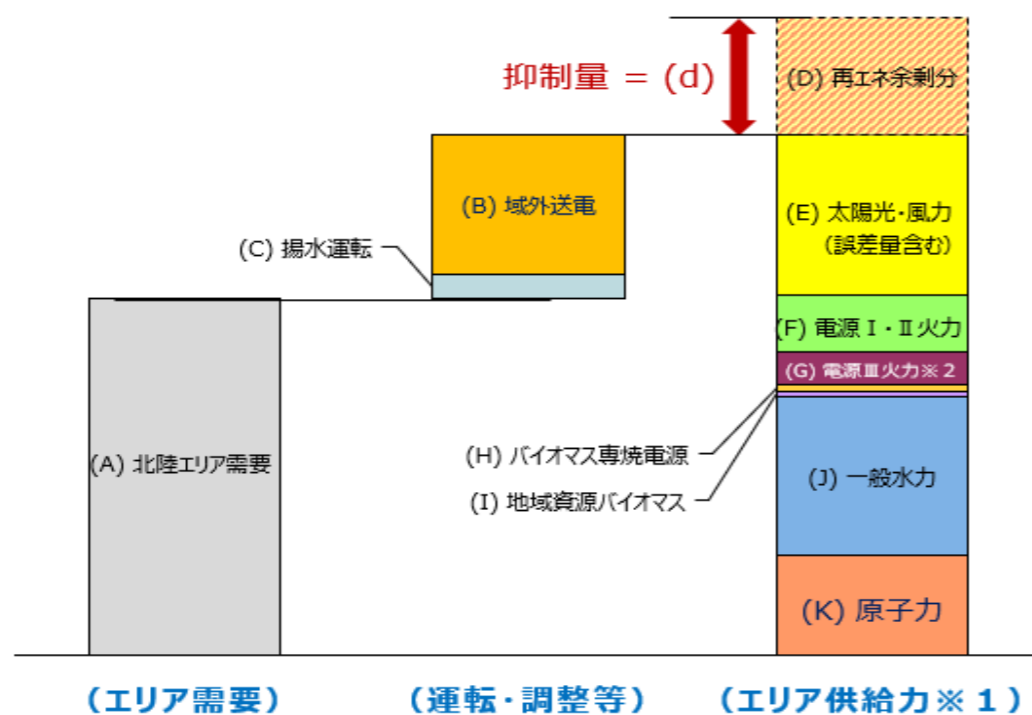 抑制量 = (d)
(D) 再エネ余剰分
(B) 域外送電
(C) 揚水運転
(E) 太陽光・風力
(誤差量含む)
(F) 電源Ⅰ・Ⅱ火力
(G) 電源Ⅲ火力※2
(A) 北陸エリア需要
(H) バイオマス専焼電源
(I) 地域資源バイオマス
(J) 一般水力
(K) 原子力
(エリア需要)
(運転・調整等)
(エリア供給力※1)